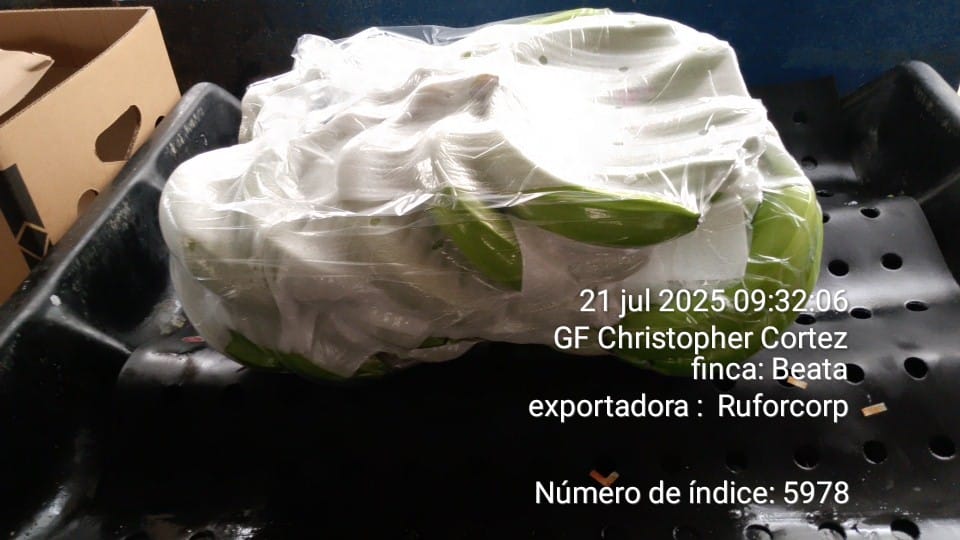 21 jul 2025 09:32:06
GF Christopher Cortez
finca: Beata
exportadora :  Ruforcorp
Número de índice: 5978